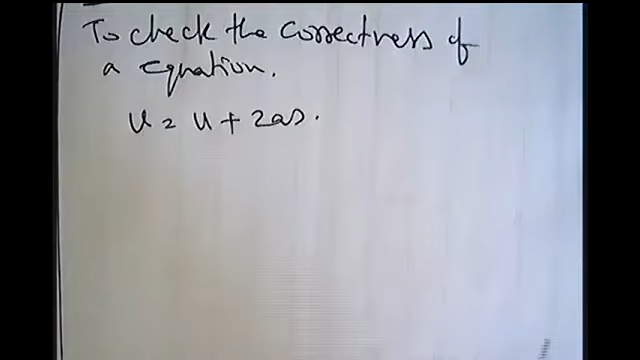 To check the correctness of
a equation.
u = u + 2as.